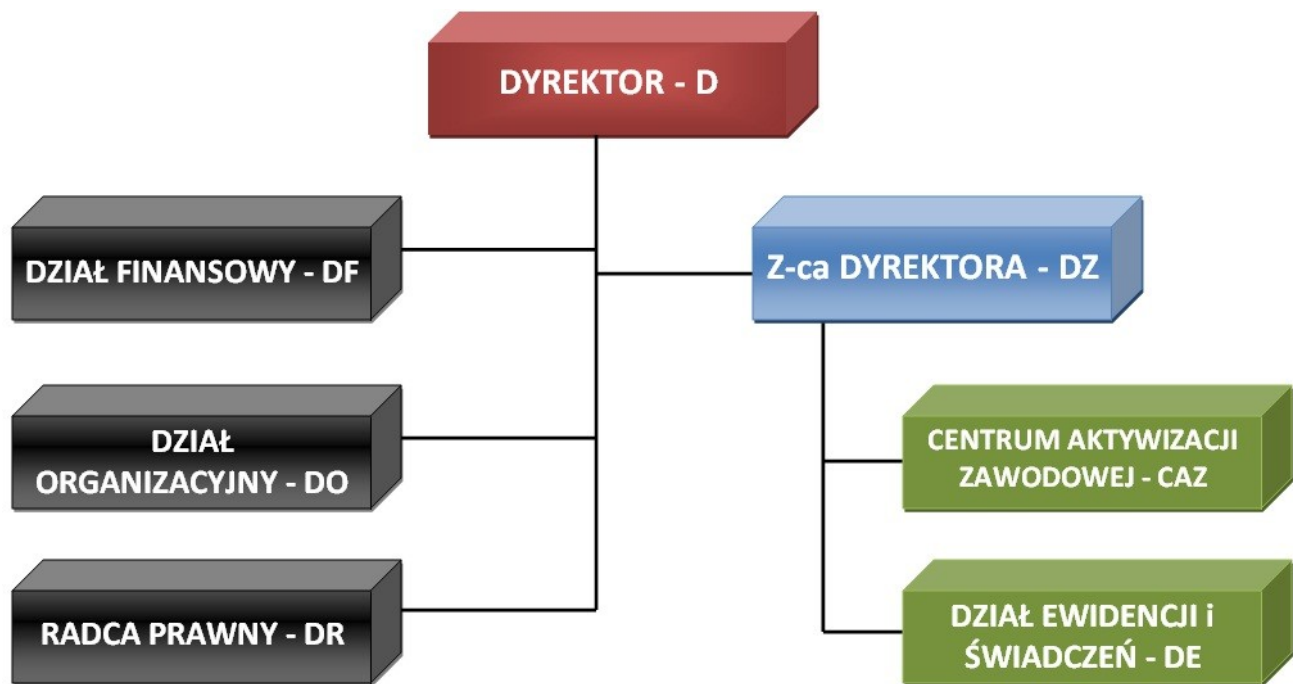 DYREKTOR - D
DZIAŁ FINANSOWY - DF
Z-ca DYREKTORA - DZ
DZIAŁ
ORGANIZACYJNY - DO
CENTRUM AKTYWIZACJI
ZAWODOWEJ - CAZ
RADCA PRAWNY - DR
DZIAŁ EWIDENCJI i
ŚWIADCZEŃ - DE